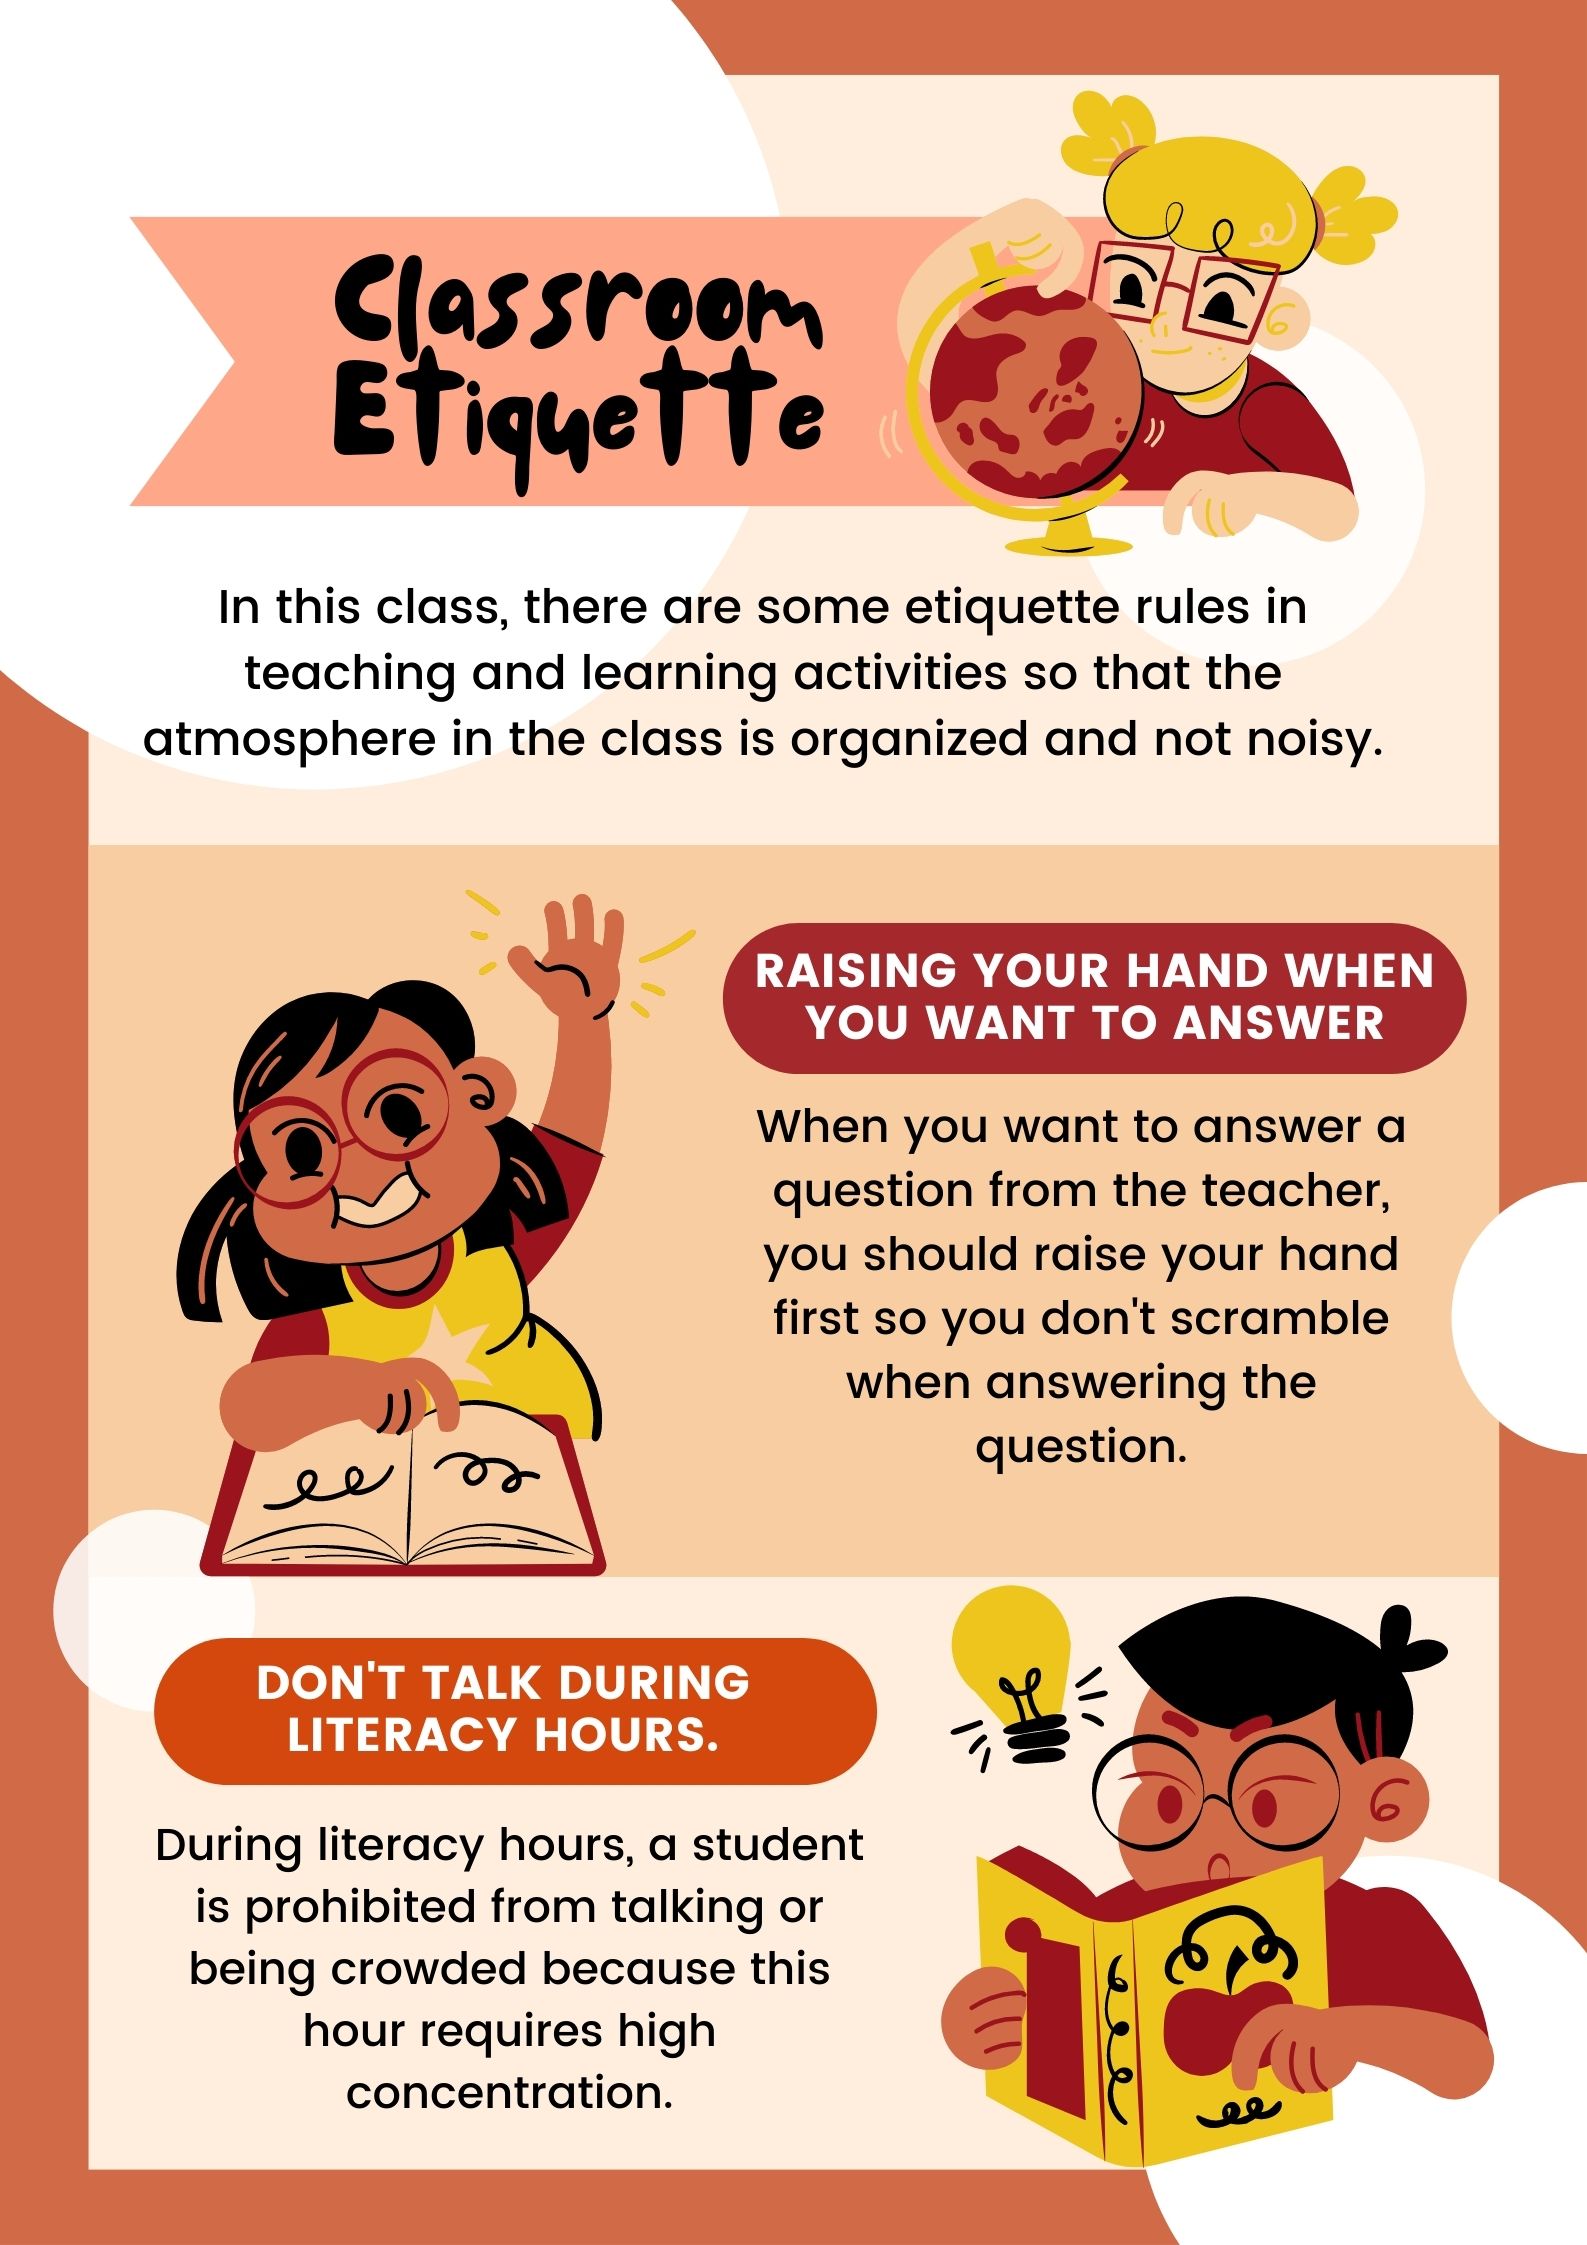 Classroom
Etiquette
In this class, there are some etiquette rules in
teaching and learning activities so that the
atmosphere in the class is organized and not noisy.
RAISING YOUR HAND WHEN
YOU WANT TO ANSWER
When you want to answer a
question from the teacher,
you should raise your hand
first so you don't scramble
when answering the
question.
DON'T TALK DURING
LITERACY HOURS.
During literacy hours, a student
is prohibited from talking or
being crowded because this
hour requires high
concentration.